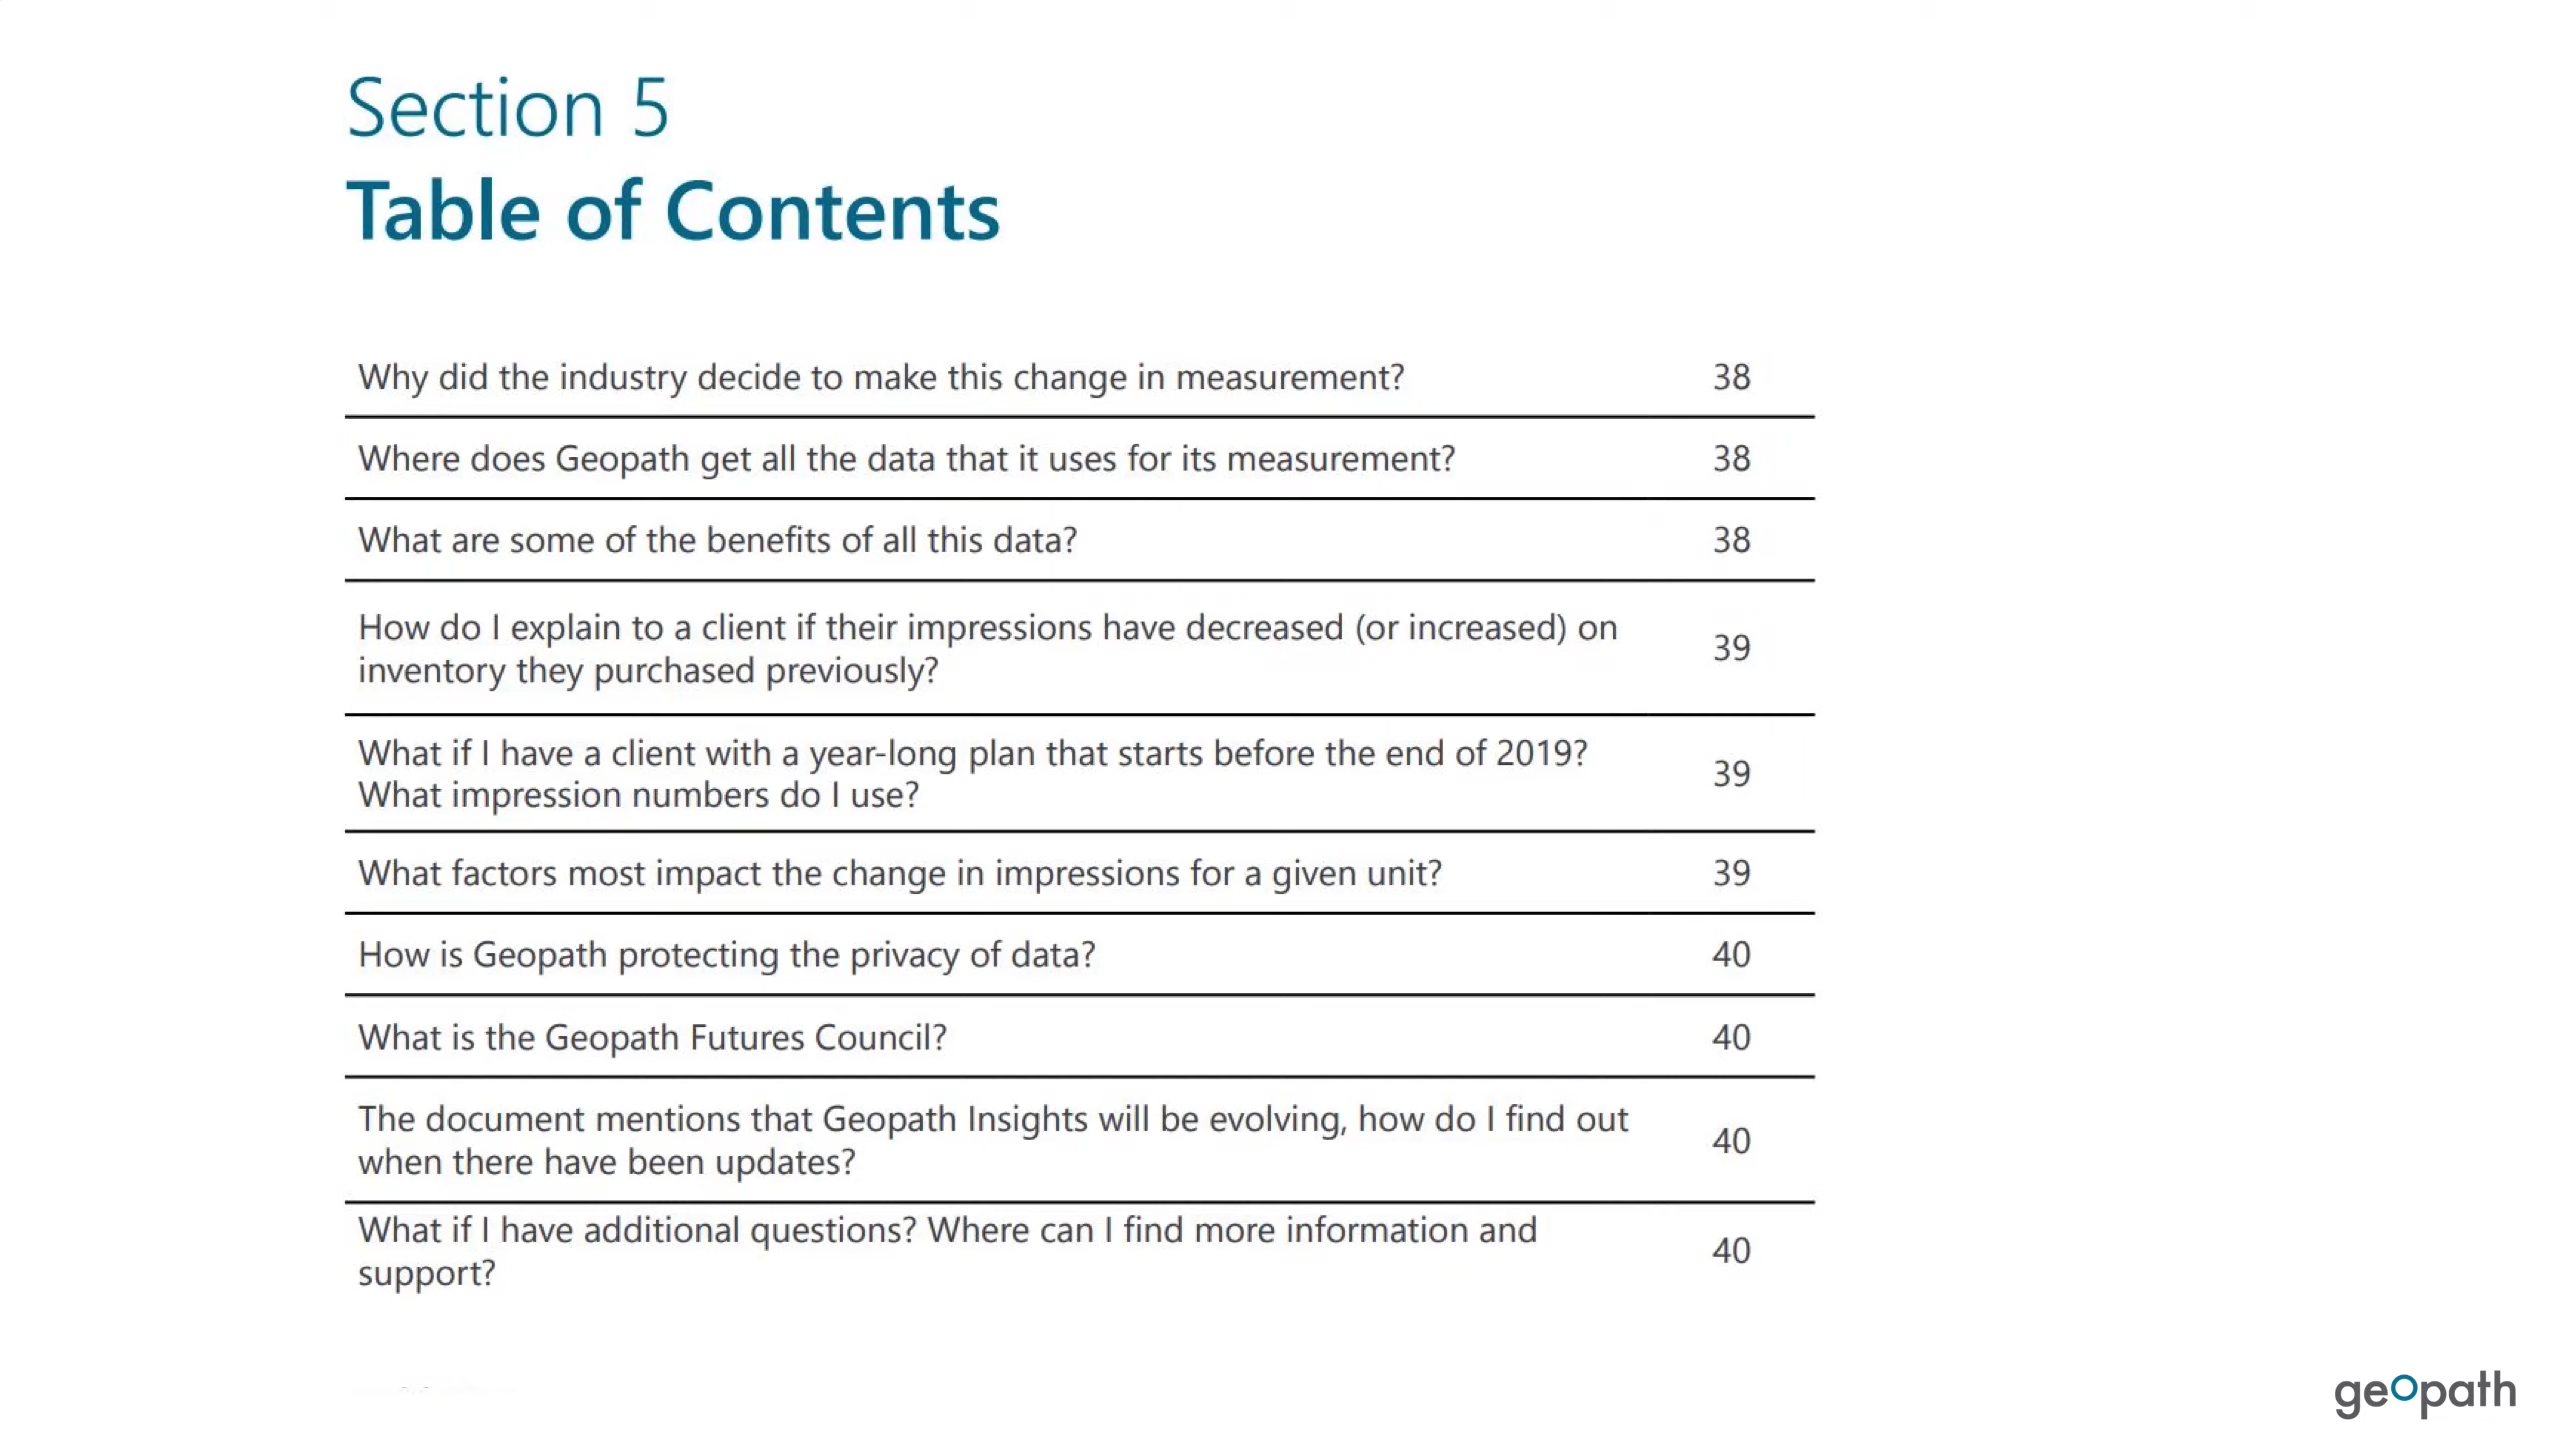 Section 5
Table of Contents
Why did the industry decide to make this change in measurement? 38
Where does Geopath get all the data that it uses for its measurement? 38
What are some of the benefits of all this data? 38
How do I explain to a client if their impressions have decreased (or increased) on
inventory they purchased previously? 39
What if I have a client with a year-long plan that starts before the end of 2019?
What impression numbers do I use? 39
What factors most impact the change in impressions for a given unit? 39
How is Geopath protecting the privacy of data? 40
What is the Geopath Futures Council? 40
The document mentions that Geopath Insights will be evolving, how do I find out
when there have been updates? 40
What if I have additional questions? Where can I find more information and
support? 40
geopath